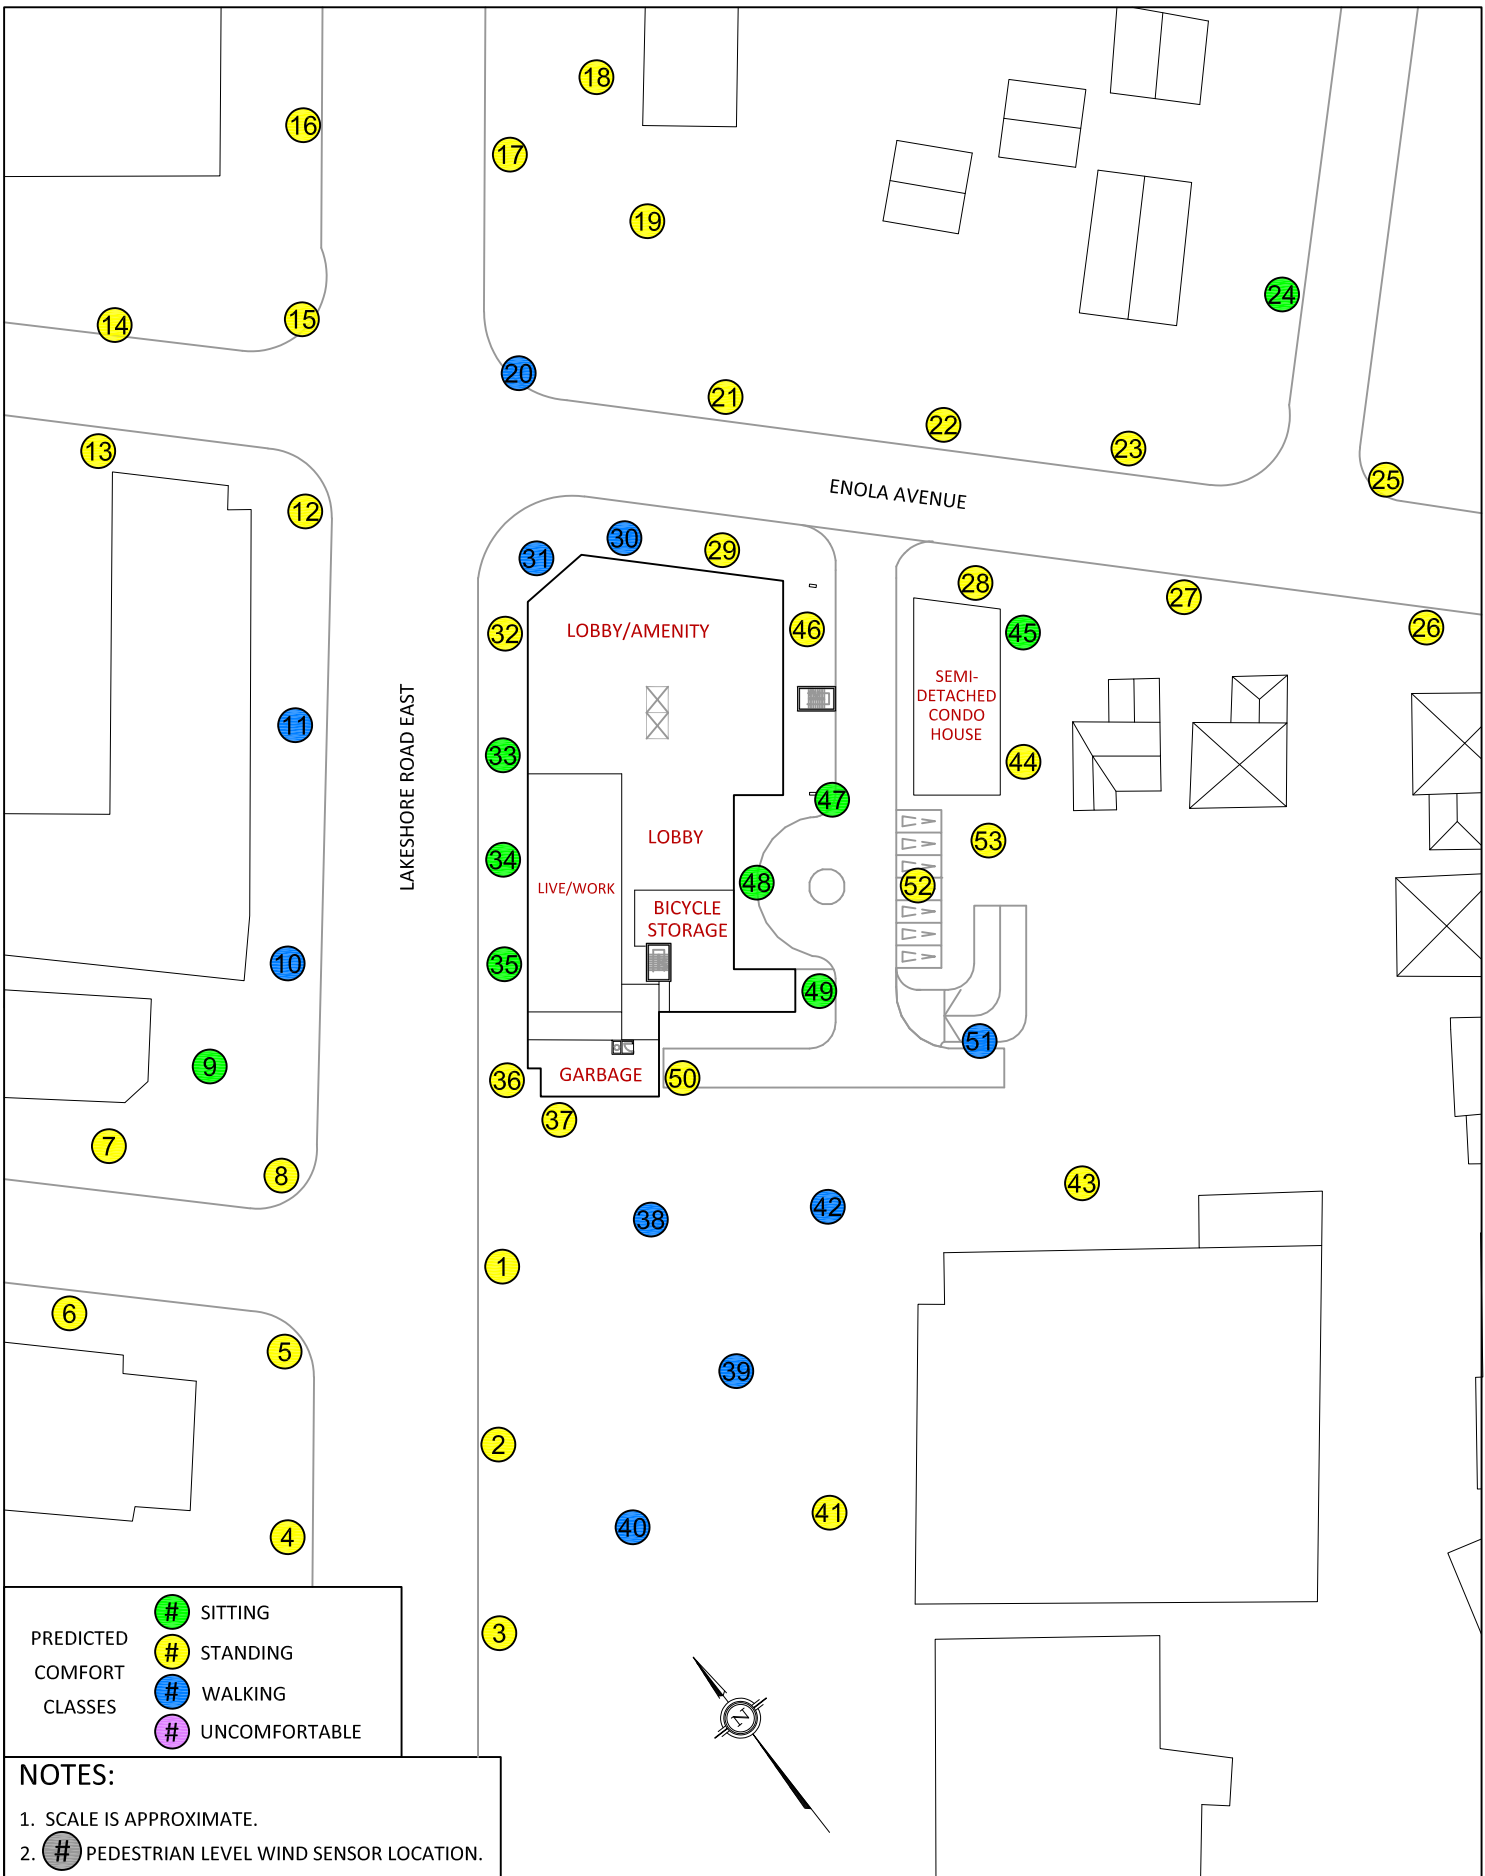 18
16
17
19
24
15
14
20
21
22
23
13
25
12
ENOLA AVENUE
30
29
31
28
27
26
32
LOBBY/AMENITY
46
45
SEMI-
DETACHED
CONDO
HOUSE
11
33
44
LAKESHORE ROAD EAST
47
LOBBY
53
34
LIVE/WORK
48
52
BICYCLE
STORAGE
10
35
49
51
9
36
GARBAGE
50
37
7
8
43
38
42
1
6
5
39
2
41
40
4
3
PREDICTED
COMFORT
CLASSES
# SITTING
# STANDING
# WALKING
# UNCOMFORTABLE
N
NOTES:
1. SCALE IS APPROXIMATE.
2. # PEDESTRIAN LEVEL WIND SENSOR LOCATION.